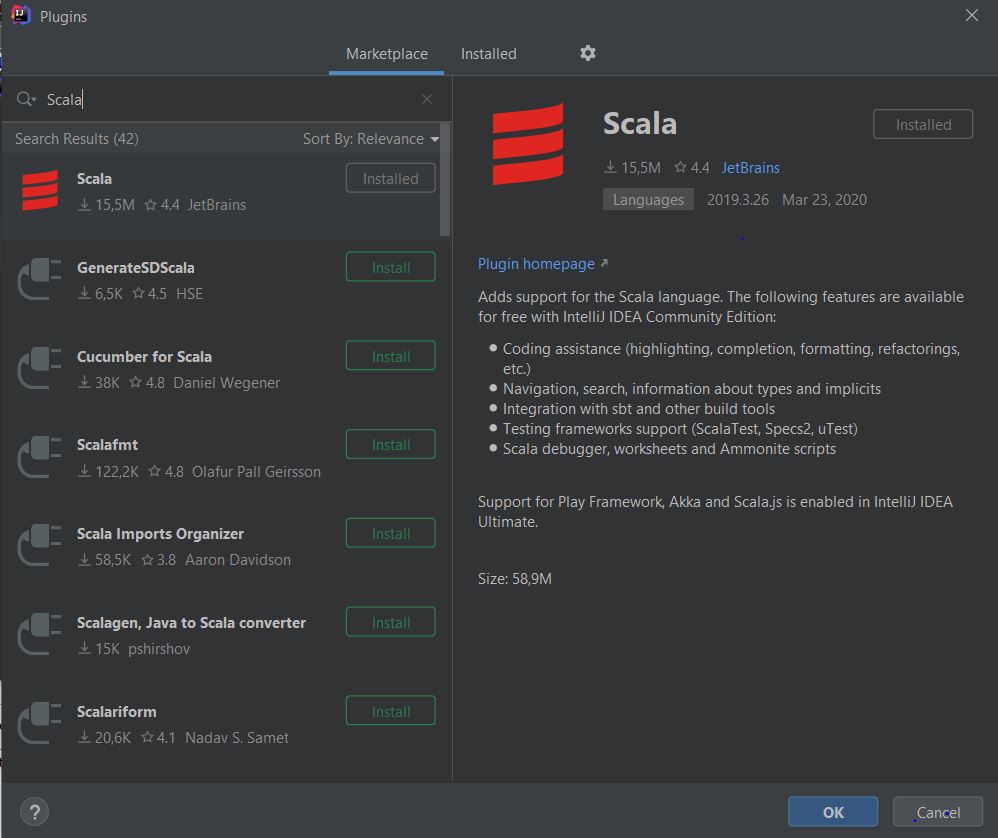 Plugins
Marketplace
Installed
Scala
Search Results (42)
Sort By: Relevance
Scala
Installed
15,5M 4.4 JetBrains
GenerateSDScala
Install
6,5K 4.5 HSE
Cucumber for Scala
Install
38K 4.8 Daniel Wegener
Scalafmt
Install
122,2K 4.8 Olafur Pall Geirsson
Scala Imports Organizer
Install
58,5K 3.8 Aaron Davidson
Scalagen, Java to Scala converter
Install
15K pshirshov
Scalariform
Install
20,6K 4.1 Nadav S. Samet
Scala
Installed
15,5M 4.4 JetBrains
Languages 2019.3.26 Mar 23, 2020
Plugin homepage
Adds support for the Scala language. The following features are available
for free with IntelliJ IDEA Community Edition:
Coding assistance (highlighting, completion, formatting, refactorings,
etc.)
Navigation, search, information about types and implicits
Integration with sbt and other build tools
Testing frameworks support (ScalaTest, Specs2, uTest)
Scala debugger, worksheets and Ammonite scripts
Support for Play Framework, Akka and Scala.js is enabled in IntelliJ IDEA
Ultimate.
Size: 58,9M
?
OK
Cancel